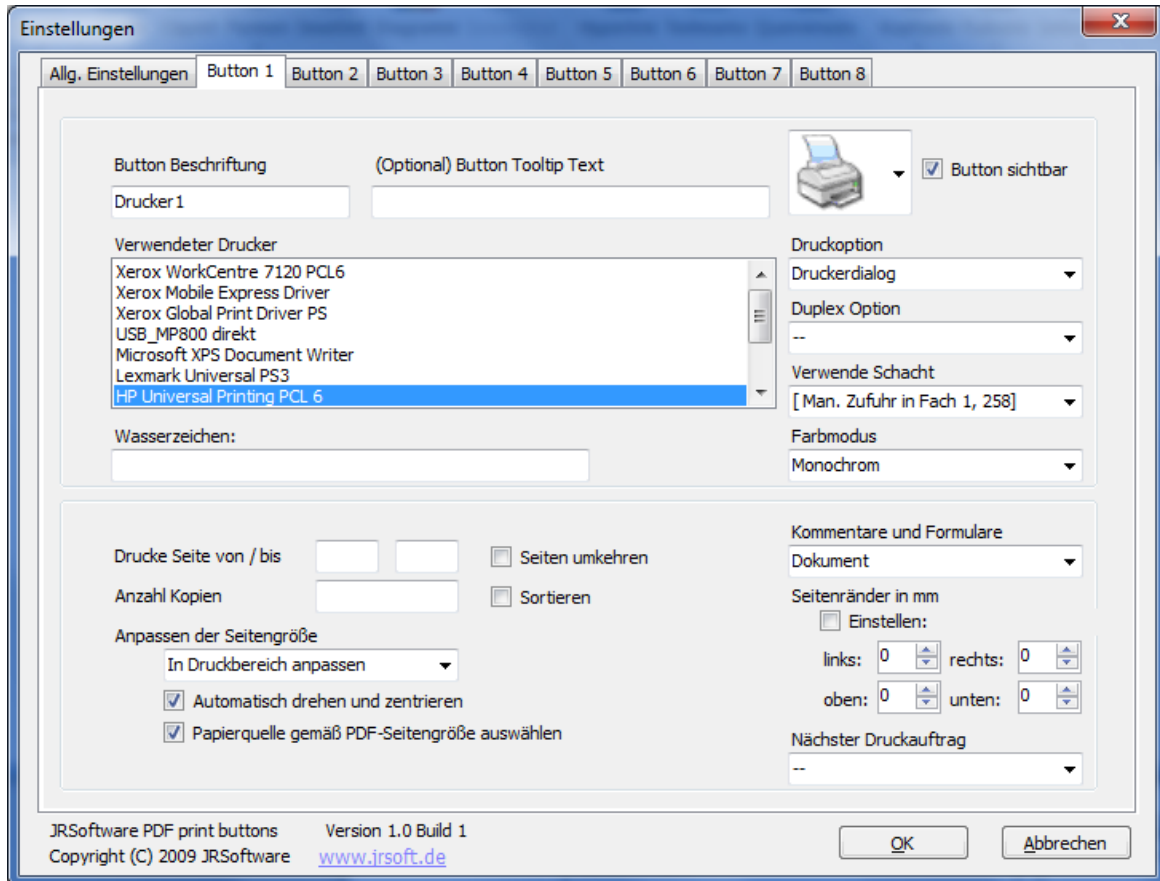 Einstellungen
Allg. Einstellungen Button 1 Button 2 Button 3 Button 4 Button 5 Button 6 Button 7 Button 8
Button Beschriftung (Optional) Button Tooltip Text
Button sichtbar
Drucker1
Verwendeter Drucker
Xerox WorkCentre 7120 PCL6
Xerox Mobile Express Driver
Xerox Global Print Driver PS
USB_MP800 direkt
Microsoft XPS Document Writer
Lexmark Universal PS3
HP Universal Printing PCL 6
Druckoption
Druckerdialog
Duplex Option
--
Verwende Schacht
[ Man. Zufuhr in Fach 1, 258]
Wasserzeichen:
Farbmodus
Monochrom
Drucke Seite von / bis
Seiten umkehren
Anzahl Kopien
Sortieren
Anpassen der Seitengröße
In Druckbereich anpassen
Automatisch drehen und zentrieren
Papierquelle gemäß PDF-Seitengröße auswählen
Kommentare und Formulare
Dokument
Seitenränder in mm
Einstellen:
links: 0 rechts: 0
oben: 0 unten: 0
Nächster Druckauftrag
--
JRSoftware PDF print buttons Version 1.0 Build 1
Copyright (C) 2009 JRSoftware www.jrsoft.de
OK Abbrechen